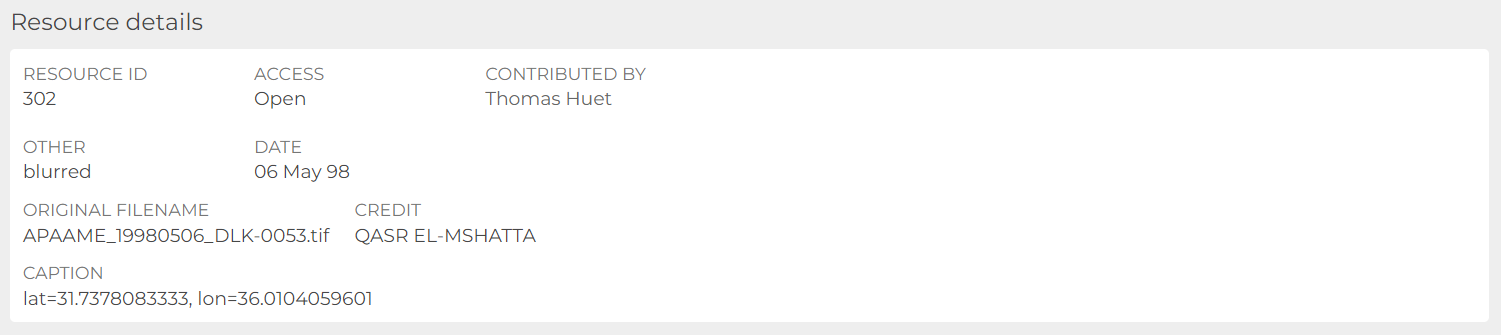 Resource details
RESOURCE ID ACCESS CONTRIBUTED BY
302 Open Thomas Huet
OTHER DATE
blurred 06 May 98
ORIGINAL FILENAME CREDIT
APAAME_19980506_DLK-0053.tif QASR EL-MSHATTA
CAPTION
lat=31.7378083333, lon=36.0104059601